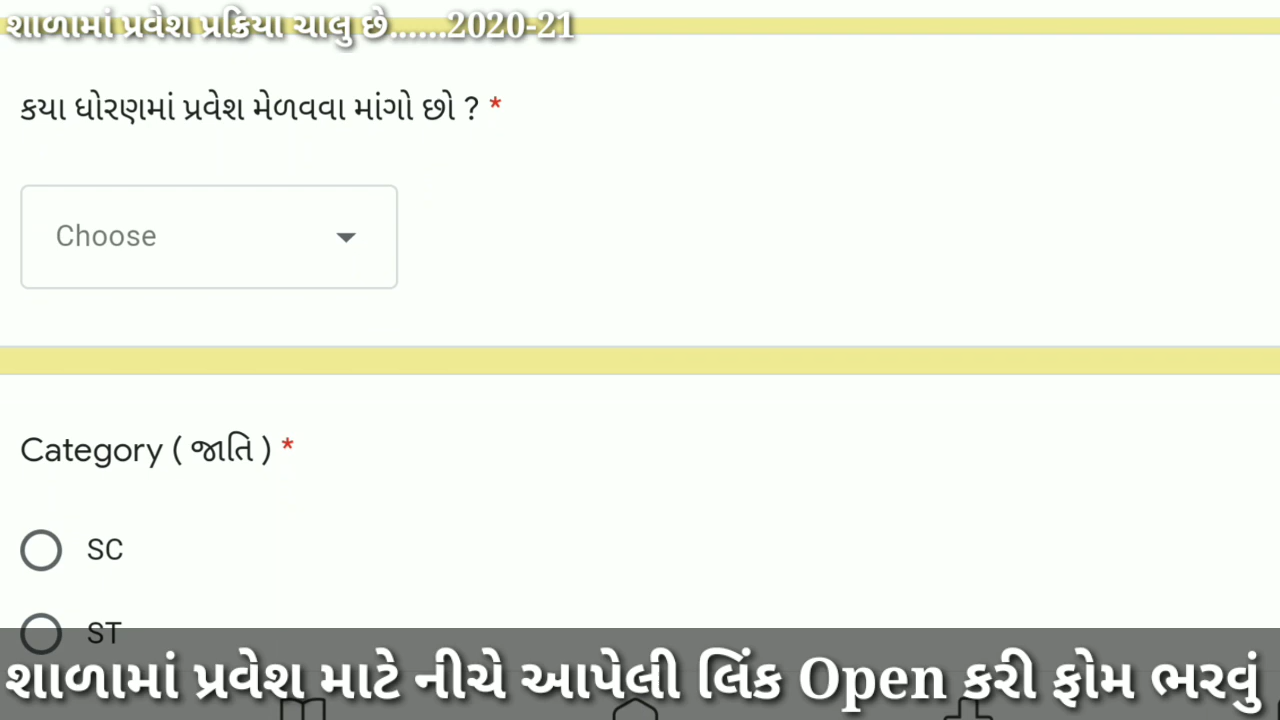 શાળામાં પ્રવેશ પ્રક્રિયા ચાલુ છે......2020-21
કયા ધોરણમાં પ્રવેશ મેળવવા માંગો છો ? *
Choose
Category ( જાતિ ) *
SC
ST
શાળામાં પ્રવેશ માટે નીચે આપેલી લિંક Open કરી ફોમ ભરવું